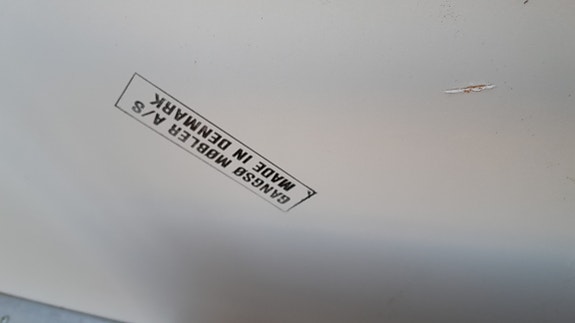 GANGSØ MØBLER A/S
MADE IN DENMARK